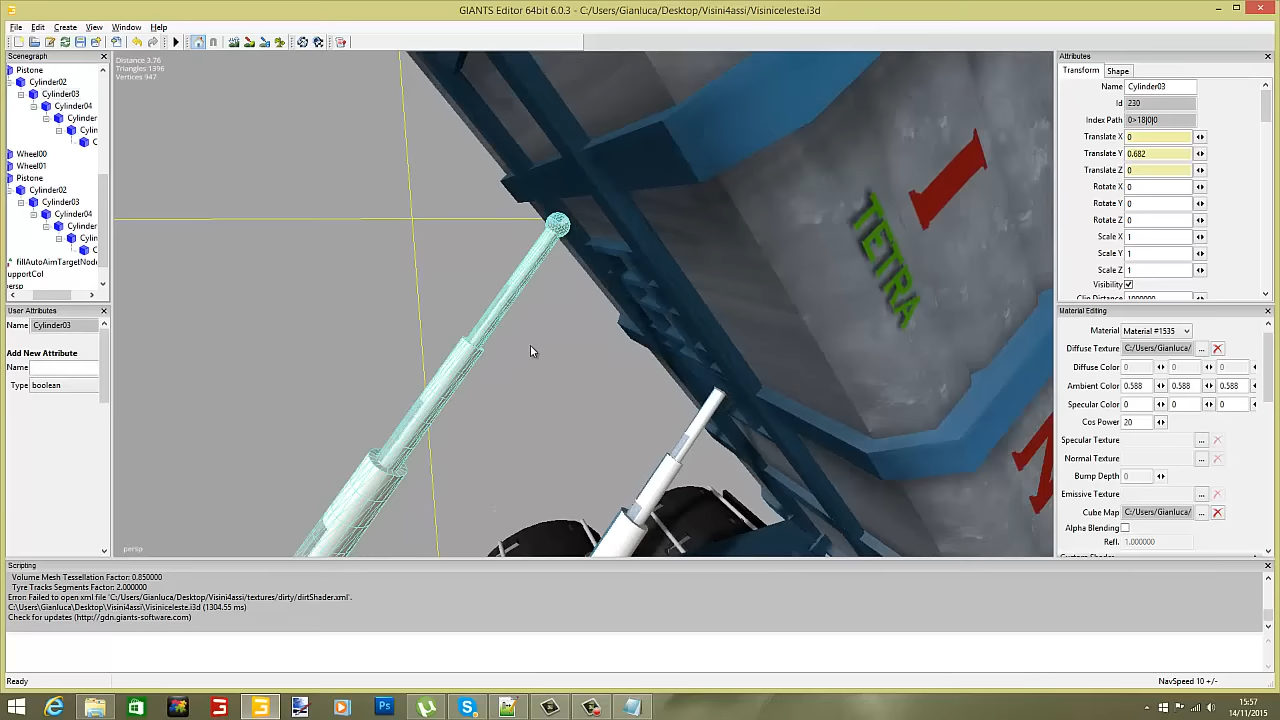 GIANTS Editor 64bit 6.0.3 - C:/Users/Gianluca/Desktop/Visini4assi/Visiniceleste.i3d
File Edit Create View Window Help
Scenegraph
Pistone
Cylinder02
Cylinder03
Cylinder04
Cylinder
Cylin
C
Wheel00
Wheel01
Pistone
Cylinder02
Cylinder03
Cylinder04
Cylinder
Cylin
C
fillAutoAimTargetNode
supportCol
persp
User Attributes
Name Cylinder03
Add New Attribute
Name
Type boolean
Distance 3.76
Triangles 1396
Vertices 947
TETRA
persp
Attributes
Transform Shape
Name Cylinder03
Id 230
Index Path 0>18|0|0
Translate X 0
Translate Y 0.682
Translate Z 0
Rotate X 0
Rotate Y 0
Rotate Z 0
Scale X 1
Scale Y 1
Scale Z 1
Visibility
Clip Distance 1000000
Material Editing
Material Material #1535
Diffuse Texture C:/Users/Gianluca/ ...
Diffuse Color 0 0 0
Ambient Color 0.588 0.588 0.588
Specular Color 0 0 0
Cos Power 20
Specular Texture ...
Normal Texture ...
Bump Depth 0
Emissive Texture ...
Cube Map C:/Users/Gianluca/ ...
Alpha Blending
Refl. 1.000000
Scripting
Volume Mesh Tessellation Factor: 0.850000
Tyre Tracks Segments Factor: 2.000000
Error: Failed to open xml file 'C:/Users/Gianluca/Desktop/Visini4assi/textures/dirty/dirtShader.xml'.
C:\Users\Gianluca\Desktop\Visini4assi\Visiniceleste.i3d (1304.55 ms)
Check for updates (http://gdn.giants-software.com)
Ready
NavSpeed 10 +/-
Ps
15:57
14/11/2015